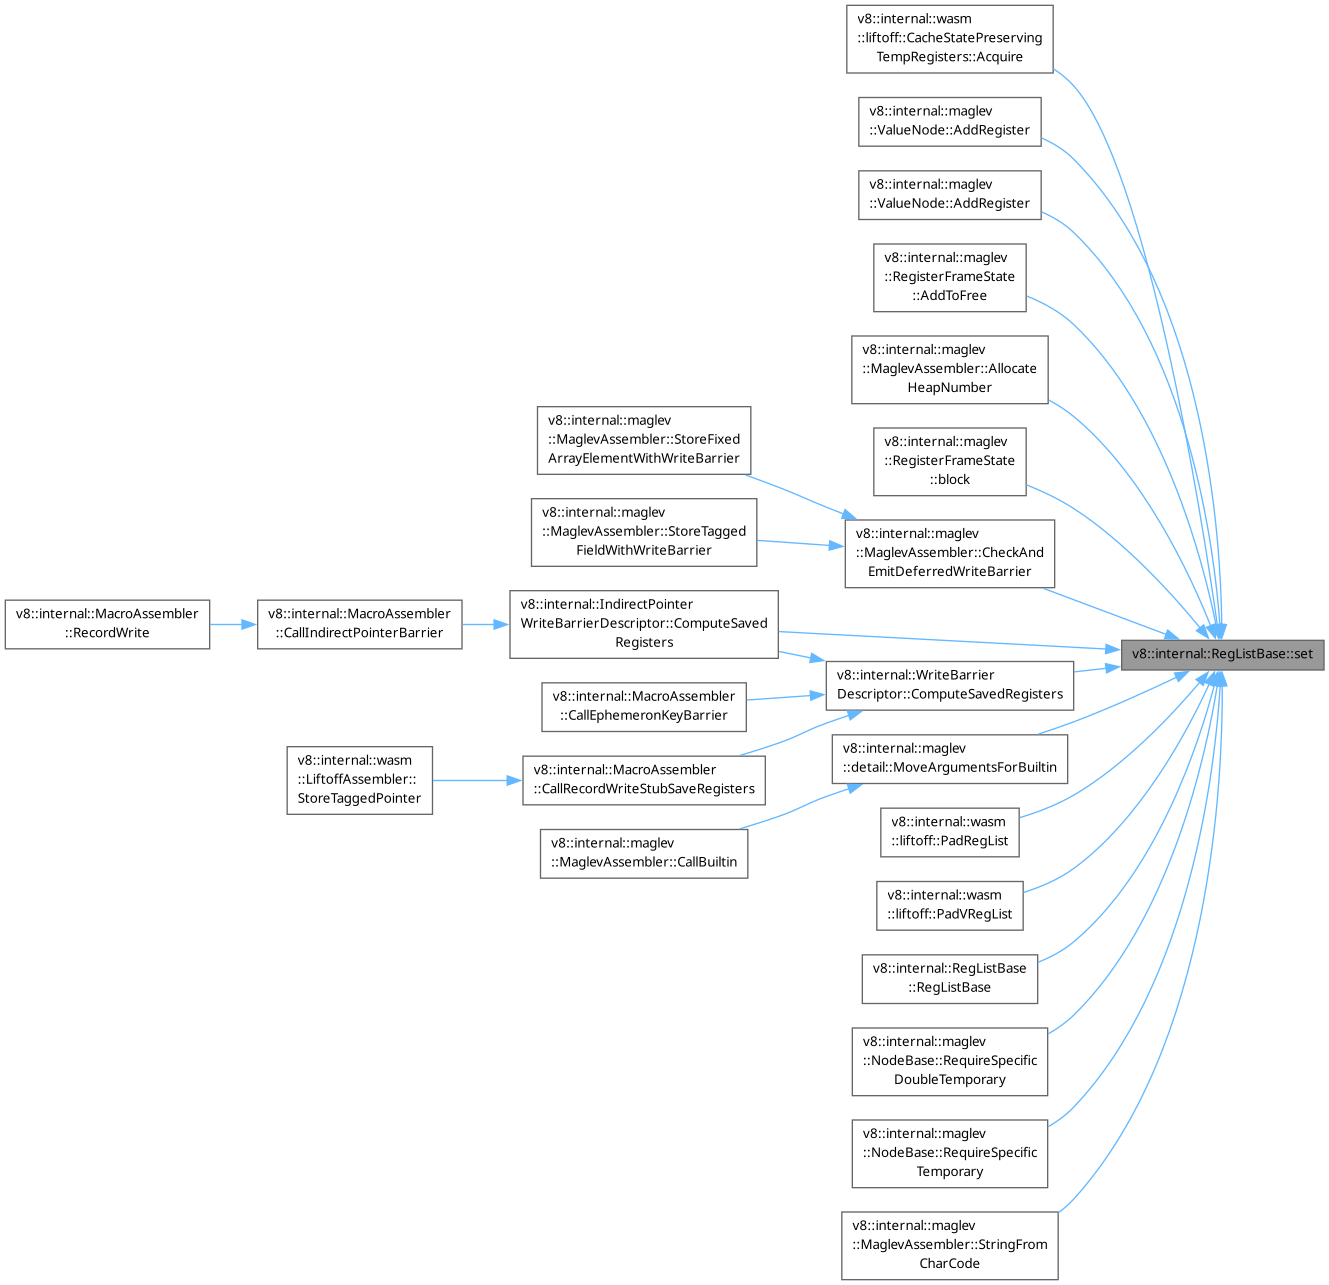 v8::internal::wasm
::liftoff::CacheStatePreserving
TempRegisters::Acquire
v8::internal::maglev
::ValueNode::AddRegister
v8::internal::maglev
::ValueNode::AddRegister
v8::internal::maglev
::RegisterFrameState
::AddToFree
v8::internal::maglev
::MaglevAssembler::Allocate
HeapNumber
v8::internal::maglev
::RegisterFrameState
::block
v8::internal::maglev
::MaglevAssembler::StoreFixed
ArrayElementWithWriteBarrier
v8::internal::maglev
::MaglevAssembler::StoreTagged
FieldWithWriteBarrier
v8::internal::maglev
::MaglevAssembler::CheckAnd
EmitDeferredWriteBarrier
v8::internal::MacroAssembler
::RecordWrite
v8::internal::MacroAssembler
::CallIndirectPointerBarrier
v8::internal::IndirectPointer
WriteBarrierDescriptor::ComputeSaved
Registers
v8::internal::RegListBase::set
v8::internal::WriteBarrier
Descriptor::ComputeSavedRegisters
v8::internal::MacroAssembler
::CallEphemeronKeyBarrier
v8::internal::wasm
::LiftoffAssembler::
StoreTaggedPointer
v8::internal::MacroAssembler
::CallRecordWriteStubSaveRegisters
v8::internal::maglev
::detail::MoveArgumentsForBuiltin
v8::internal::maglev
::MaglevAssembler::CallBuiltin
v8::internal::wasm
::liftoff::PadRegList
v8::internal::wasm
::liftoff::PadVRegList
v8::internal::RegListBase
::RegListBase
v8::internal::maglev
::NodeBase::RequireSpecific
DoubleTemporary
v8::internal::maglev
::NodeBase::RequireSpecific
Temporary
v8::internal::maglev
::MaglevAssembler::StringFrom
CharCode